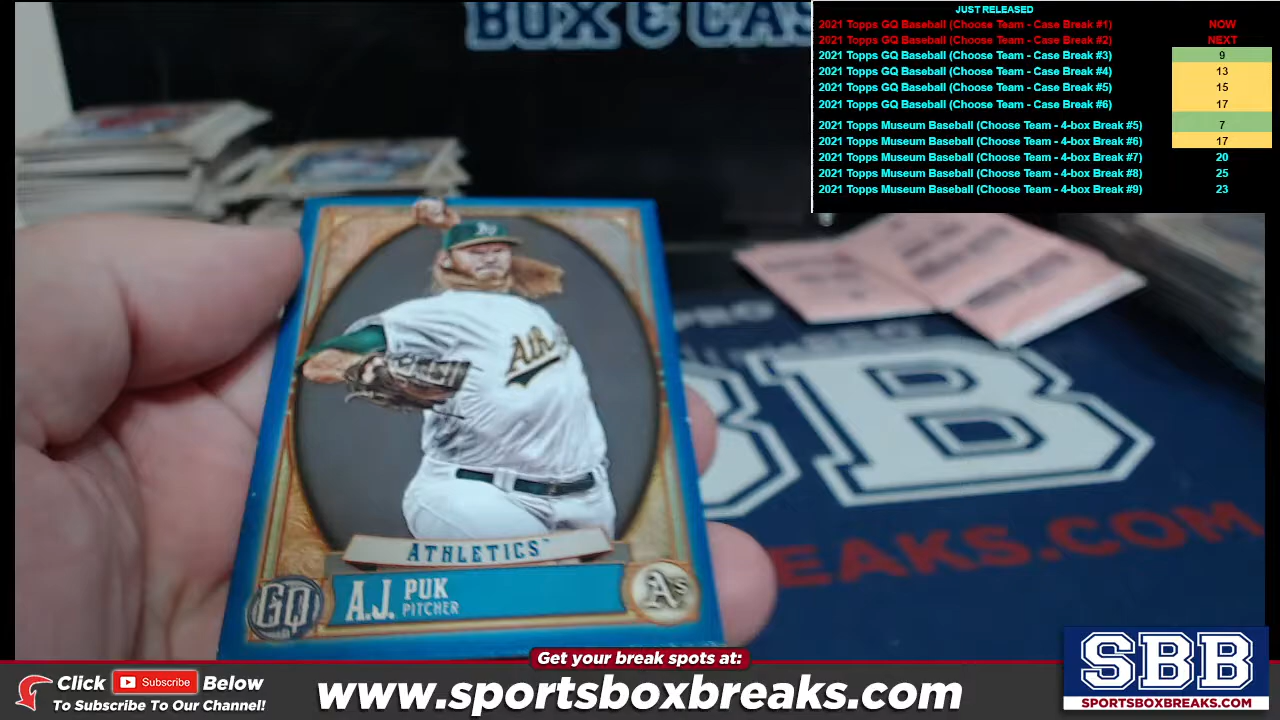 BOX & CAS
JUST RELEASED
2021 Topps GQ Baseball (Choose Team - Case Break #1) NOW
2021 Topps GQ Baseball (Choose Team - Case Break #2) NEXT
2021 Topps GQ Baseball (Choose Team - Case Break #3) 9
2021 Topps GQ Baseball (Choose Team - Case Break #4) 13
2021 Topps GQ Baseball (Choose Team - Case Break #5) 15
2021 Topps GQ Baseball (Choose Team - Case Break #6) 17
2021 Topps Museum Baseball (Choose Team - 4-box Break #5) 7
2021 Topps Museum Baseball (Choose Team - 4-box Break #6) 17
2021 Topps Museum Baseball (Choose Team - 4-box Break #7) 20
2021 Topps Museum Baseball (Choose Team - 4-box Break #8) 25
2021 Topps Museum Baseball (Choose Team - 4-box Break #9) 23
PRO
Ath
BB
EAKS.COM
ATHLETICS™
GQ
A.J. PUK
PITCHER
A's
Get your break spots at:
Click Subscribe Below
To Subscribe To Our Channel!
www.sportsboxbreaks.com
SBB
SPORTSBOXBREAKS.COM